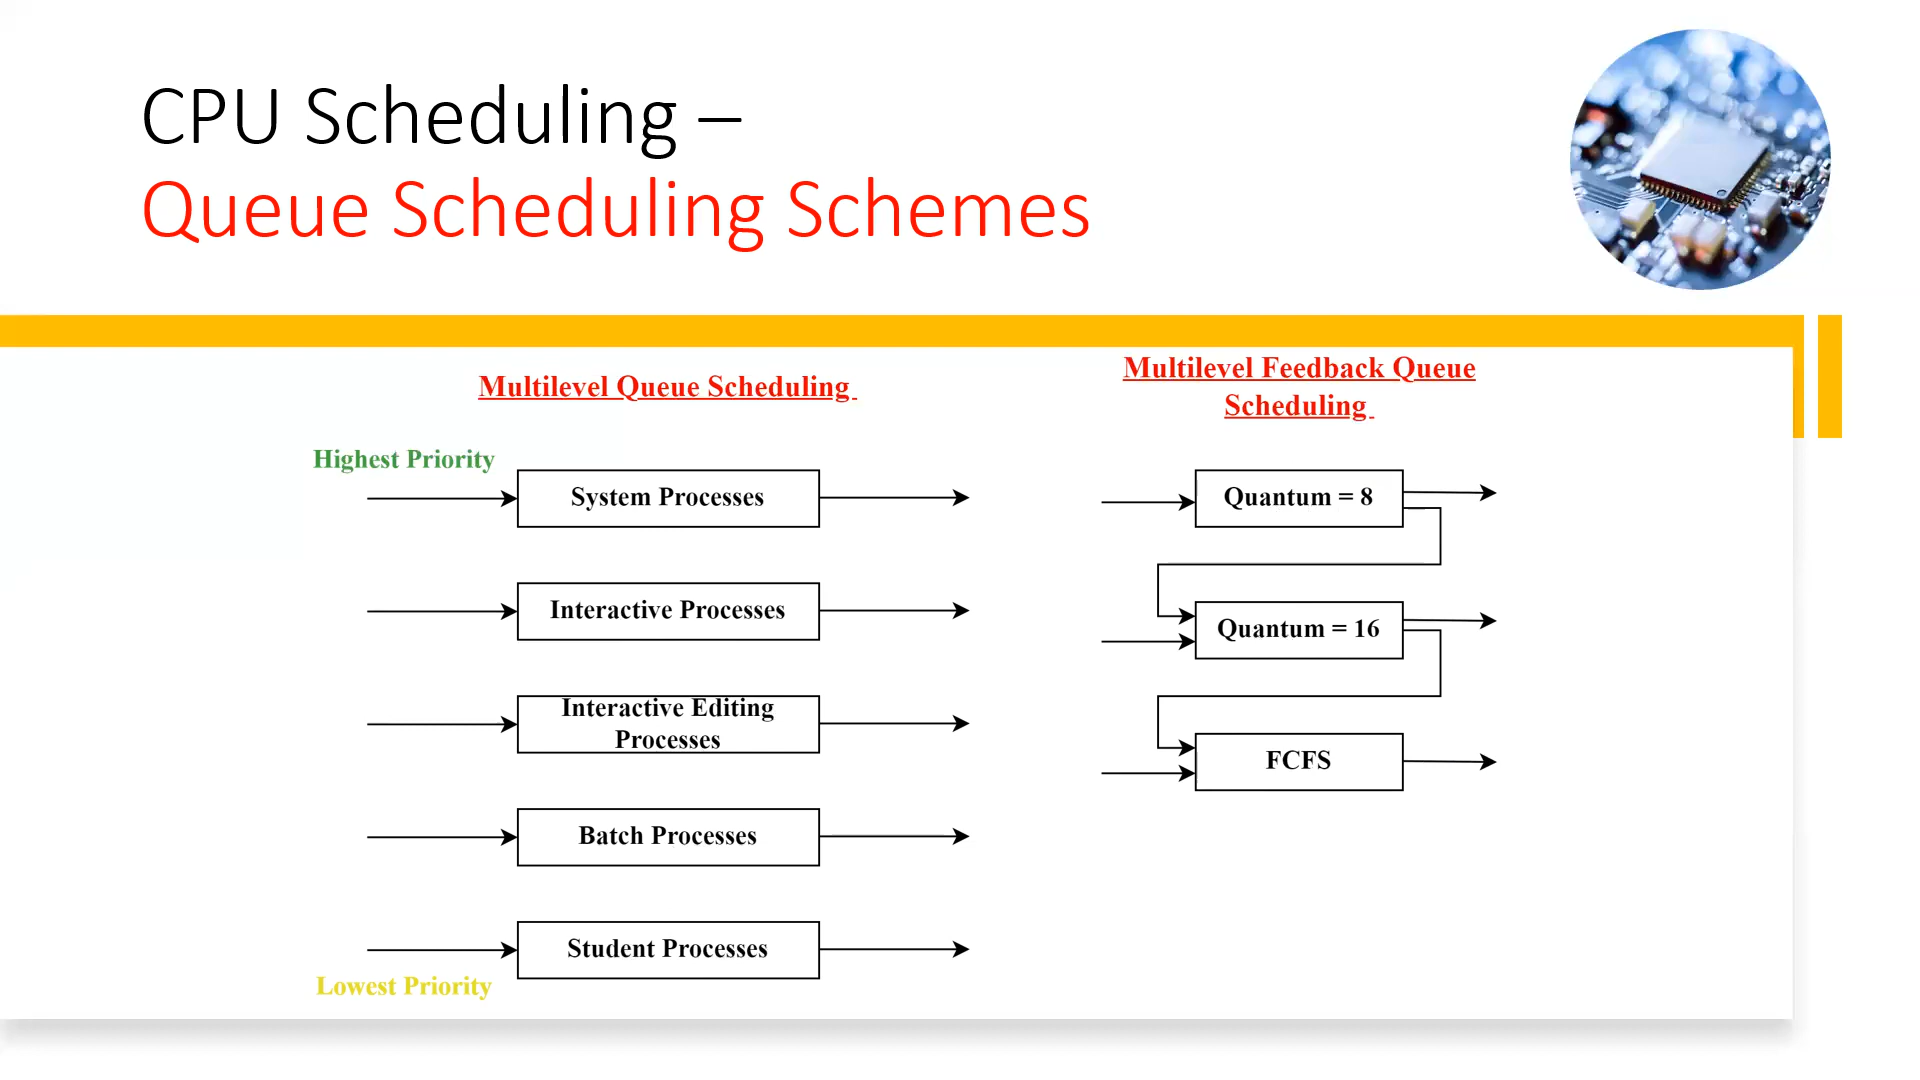 CPU Scheduling –
Queue Scheduling Schemes
Multilevel Queue Scheduling
Highest Priority
System Processes
Interactive Processes
Interactive Editing
Processes
Batch Processes
Student Processes
Lowest Priority
Multilevel Feedback Queue
Scheduling
Quantum = 8
Quantum = 16
FCFS